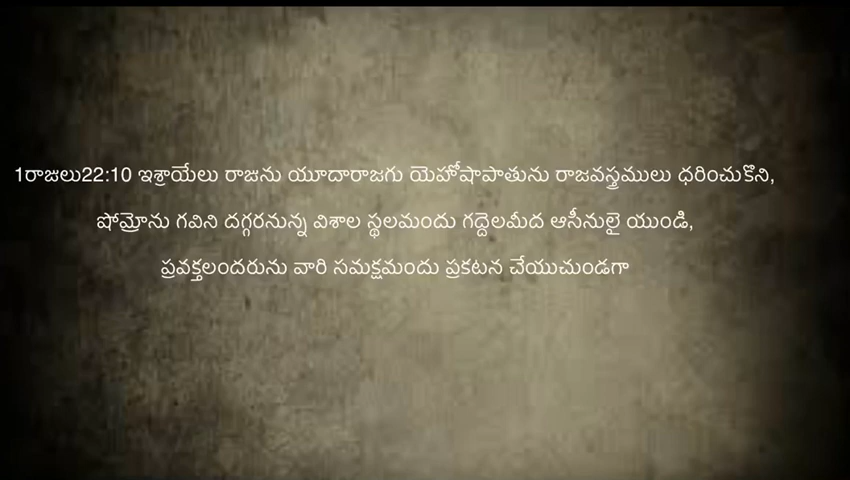 1రాజులు22:10 ఇశ్రాయేలు రాజును యూదారాజగు యెహోషాపాతును రాజవస్త్రములు ధరించుకొని,
షోమ్రోను గవిని దగ్గరనున్న విశాల స్థలమందు గద్దెలమీద ఆసీనులై యుండి,
ప్రవక్తలందరును వారి సమక్షమందు ప్రకటన చేయుచుండగా